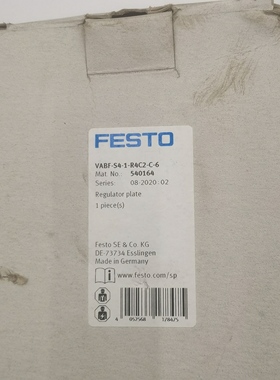 FESTO
VABF-S4-1-R4C2-C-6
Mat. No. 540164
Series 08-2020 02
Regulator plate
1 piece(s)
Festo SE & Co. KG
DE-73734 Esslingen
Made in Germany
www.festo.com/sp